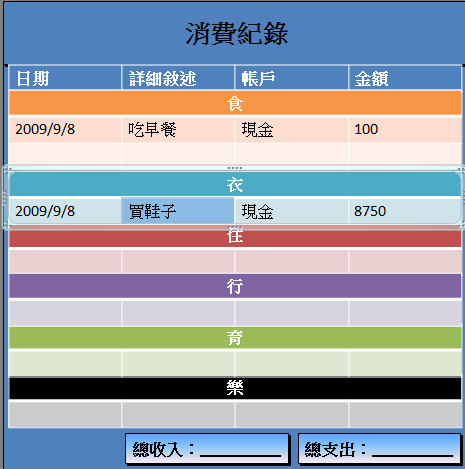 消費紀錄
日期 詳細敘述 帳戶 金額
食
2009/9/8 吃早餐 現金 100
衣
2009/9/8 買鞋子 現金 8750
住
行
育
樂
總收入：________ 總支出：________